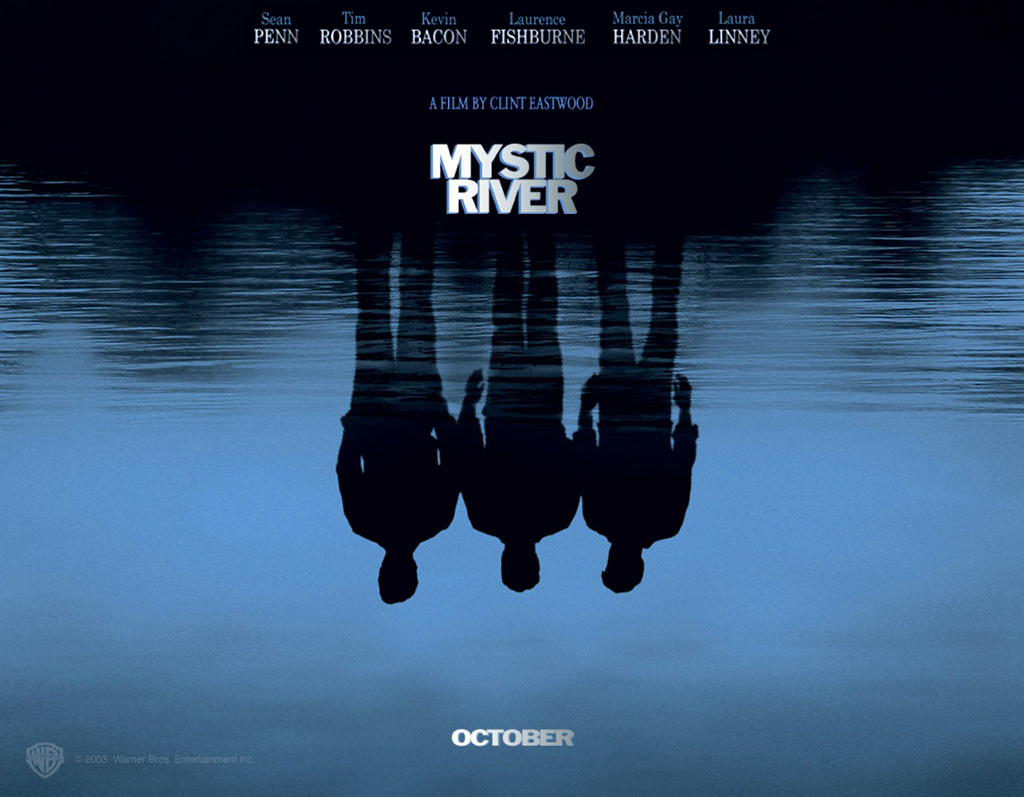 Sean Tim Kevin Laurence Marcia Gay Laura
PENN ROBBINS BACON FISHBURNE HARDEN LINNEY
A FILM BY CLINT EASTWOOD
MYSTIC
RIVER
OCTOBER
WB © 2003 Warner Bros. Entertainment Inc.